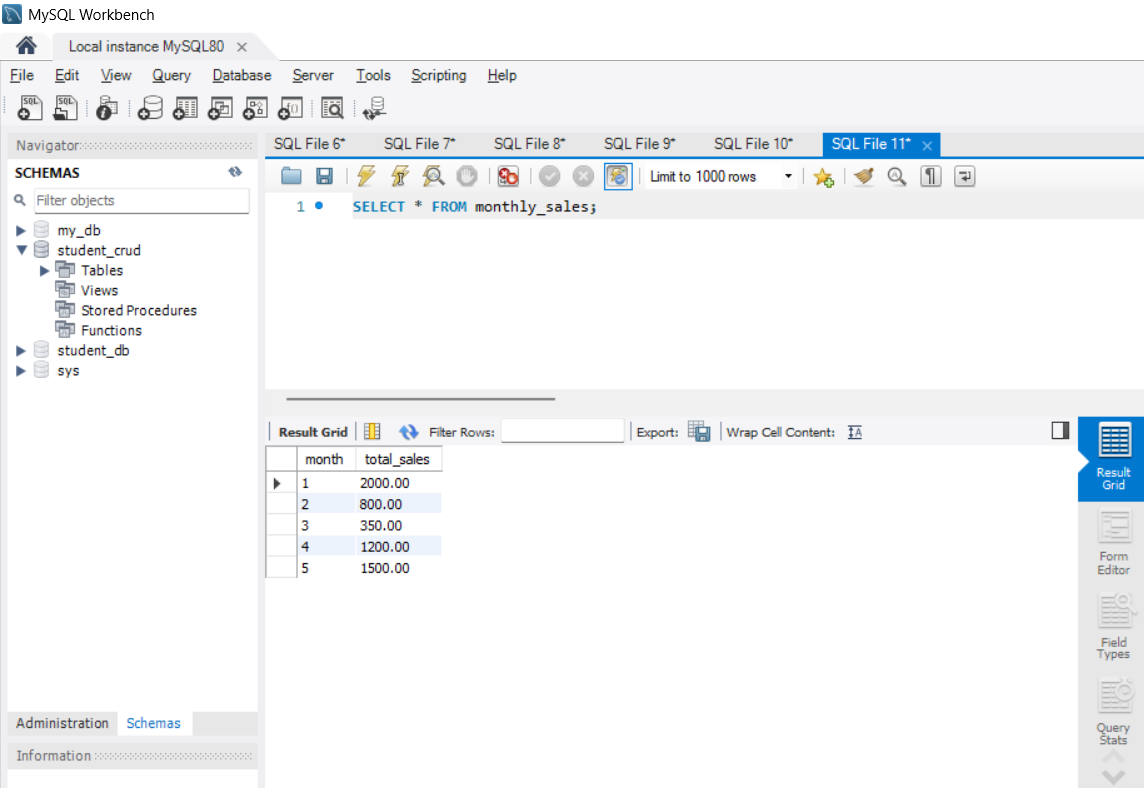 MySQL Workbench
Local instance MySQL80
File Edit View Query Database Server Tools Scripting Help
SQL SQL
Navigator
SCHEMAS
Filter objects
my_db
student_crud
Tables
Views
Stored Procedures
Functions
student_db
sys
Administration Schemas
Information
SQL File 6* SQL File 7* SQL File 8* SQL File 9* SQL File 10* SQL File 11*
Limit to 1000 rows
1 SELECT * FROM monthly_sales;
Result Grid Filter Rows: Export: Wrap Cell Content: IA
month total_sales
1 2000.00
2 800.00
3 350.00
4 1200.00
5 1500.00
Result
Grid
Form
Editor
Field
Types
Query
Stats